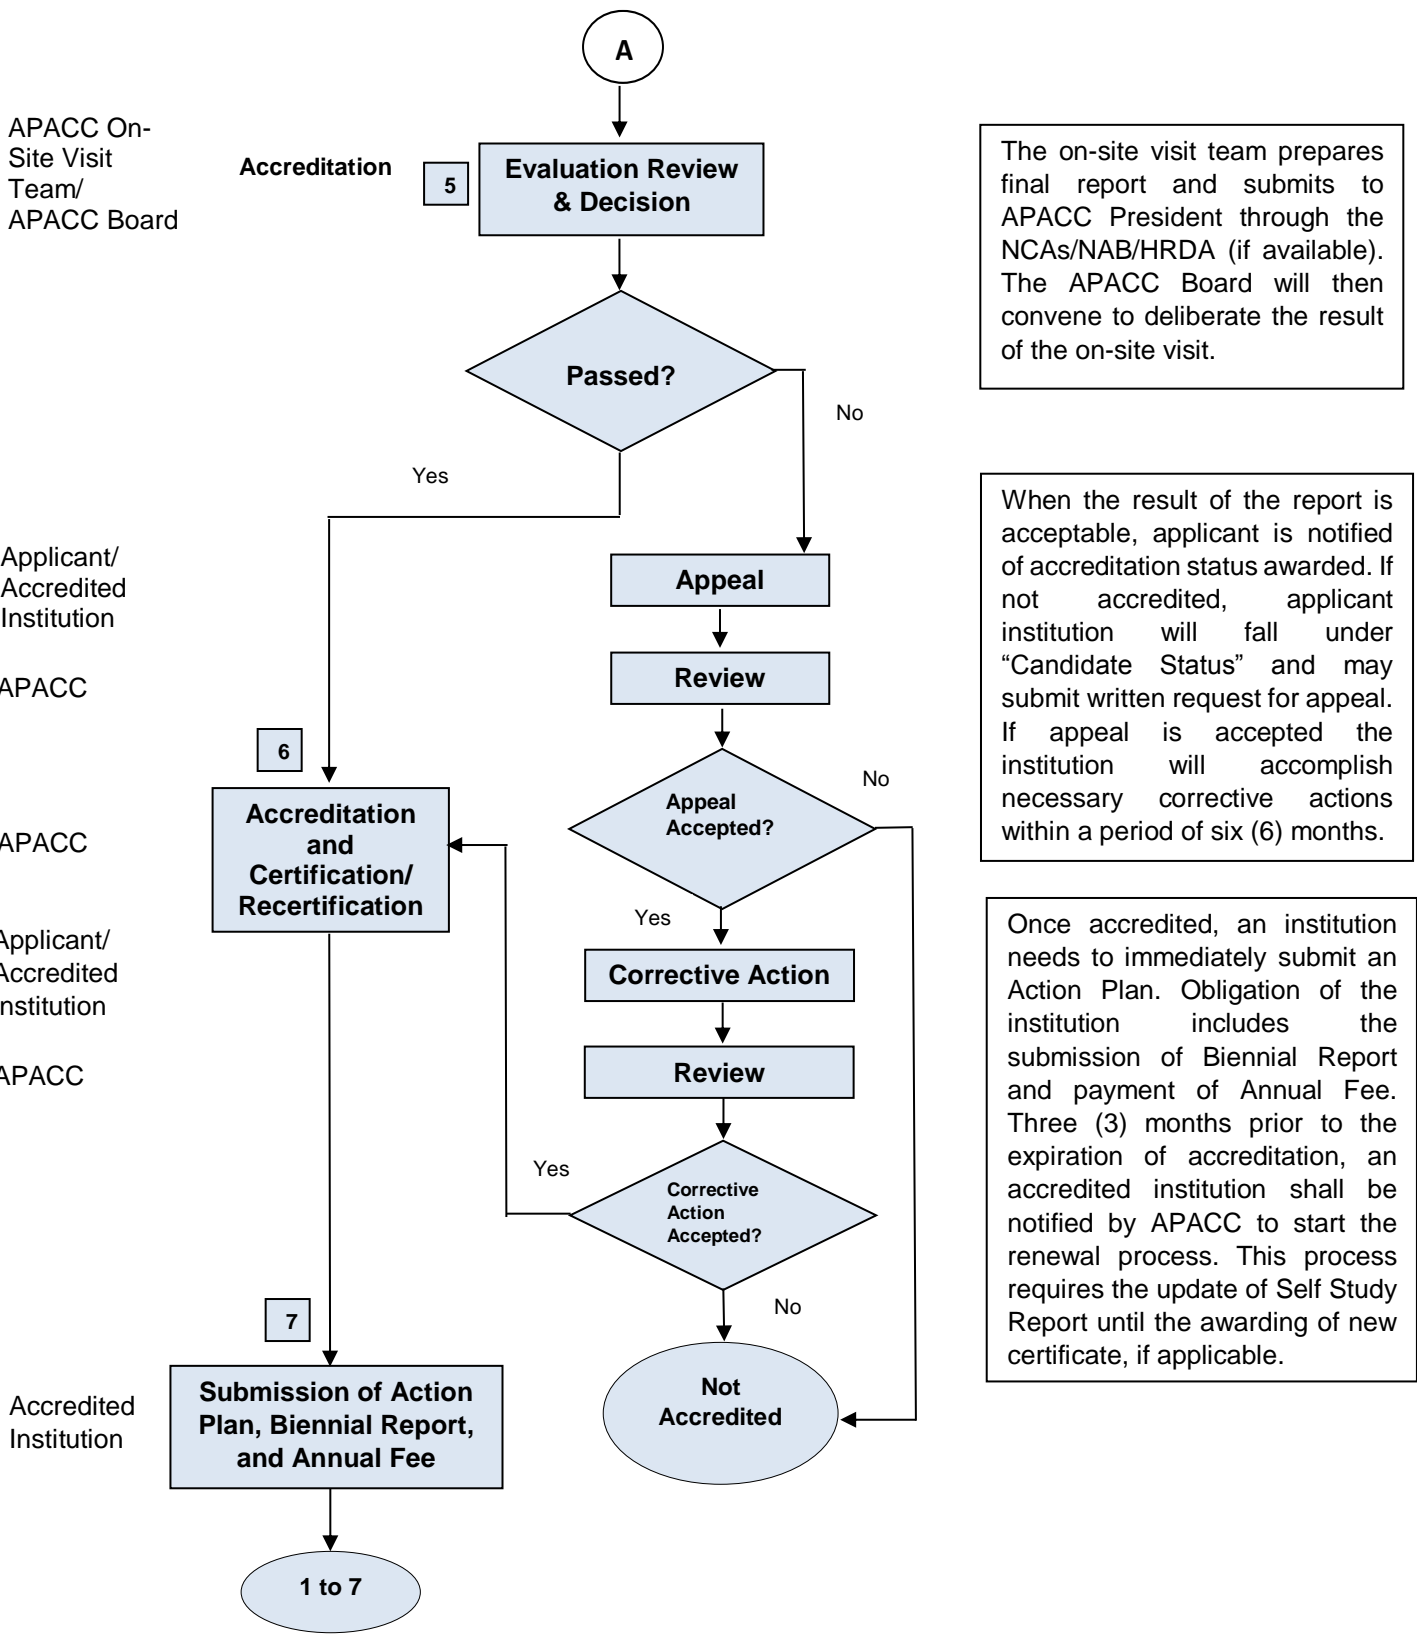 A
APACC On-
Site Visit
Team/
APACC Board
Accreditation
5
Evaluation Review
& Decision
The on-site visit team prepares
final report and submits to
APACC President through the
NCAs/NAB/HRDA (if available).
The APACC Board will then
convene to deliberate the result
of the on-site visit.
Passed?
No
Yes
When the result of the report is
acceptable, applicant is notified
of accreditation status awarded. If
not accredited, applicant
institution will fall under
“Candidate Status” and may
submit written request for appeal.
If appeal is accepted the
institution will accomplish
necessary corrective actions
within a period of six (6) months.
Applicant/
Accredited
Institution
Appeal
APACC
Review
6
No
Appeal
Accepted?
APACC
Accreditation
and
Certification/
Recertification
Yes
Applicant/
Accredited
Institution
Corrective Action
Once accredited, an institution
needs to immediately submit an
Action Plan. Obligation of the
institution includes the
submission of Biennial Report
and payment of Annual Fee.
Three (3) months prior to the
expiration of accreditation, an
accredited institution shall be
notified by APACC to start the
renewal process. This process
requires the update of Self Study
Report until the awarding of new
certificate, if applicable.
APACC
Review
Yes
Corrective
Action
Accepted?
No
7
Accredited
Institution
Submission of Action
Plan, Biennial Report,
and Annual Fee
Not
Accredited
1 to 7